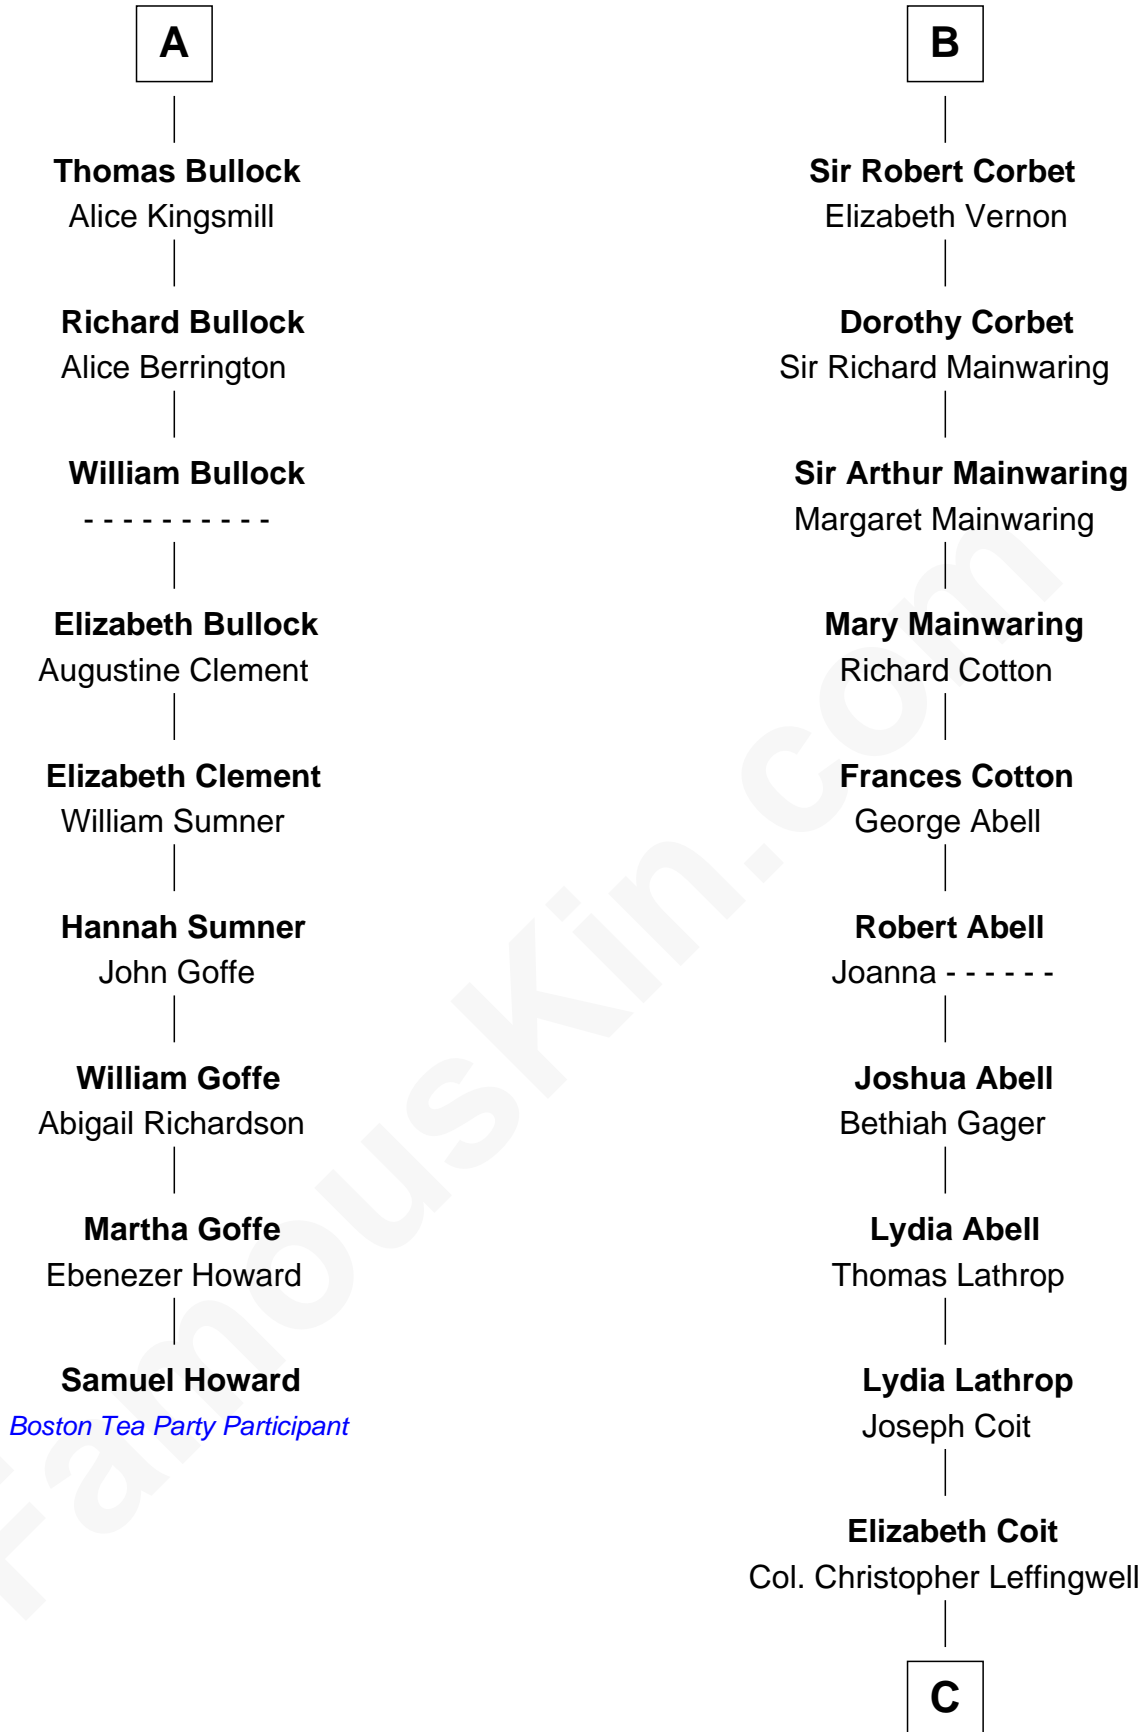 A
Thomas Bullock
Alice Kingsmill
Richard Bullock
Alice Berrington
William Bullock
- - - - - - - - - -
Elizabeth Bullock
Augustine Clement
Elizabeth Clement
William Sumner
Hannah Sumner
John Goffe
William Goffe
Abigail Richardson
Martha Goffe
Ebenezer Howard
Samuel Howard
Boston Tea Party Participant
B
Sir Robert Corbet
Elizabeth Vernon
Dorothy Corbet
Sir Richard Mainwaring
Sir Arthur Mainwaring
Margaret Mainwaring
Mary Mainwaring
Richard Cotton
Frances Cotton
George Abell
Robert Abell
Joanna - - - - - -
Joshua Abell
Bethiah Gager
Lydia Abell
Thomas Lathrop
Lydia Lathrop
Joseph Coit
Elizabeth Coit
Col. Christopher Leffingwell
C
FamousKin.com